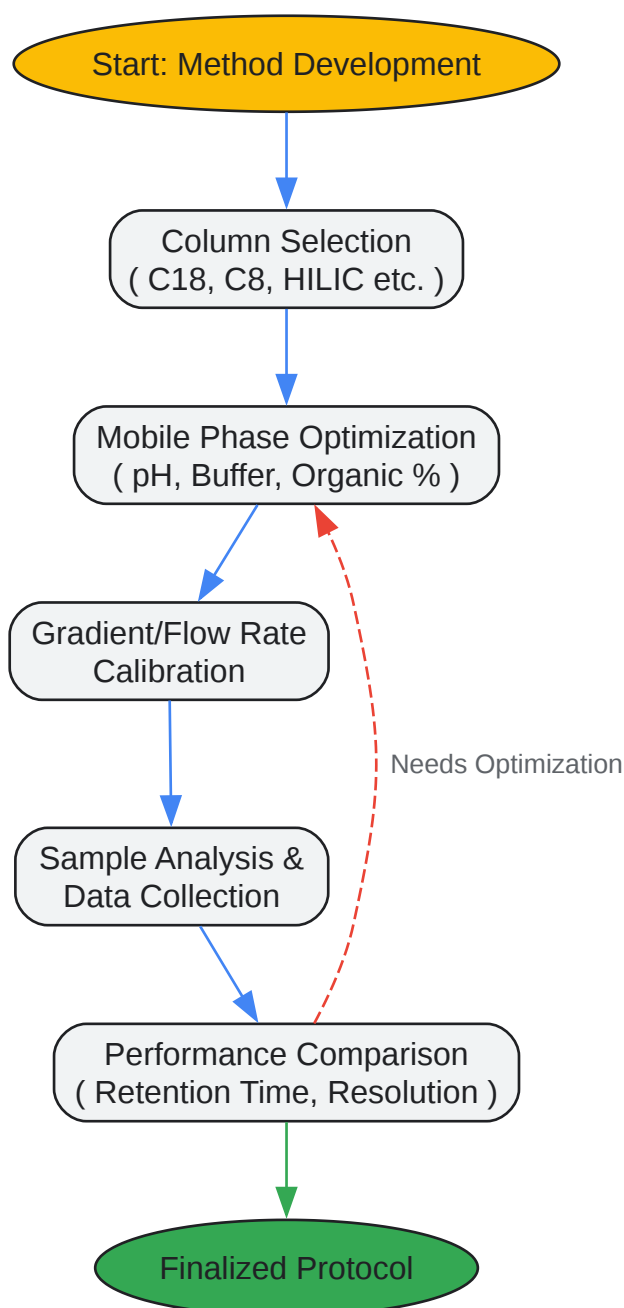 Start: Method Development
Column Selection
( C18, C8, HILIC etc. )
Mobile Phase Optimization
( pH, Buffer, Organic % )
Gradient/Flow Rate
Calibration
Needs Optimization
Sample Analysis &
Data Collection
Performance Comparison
( Retention Time, Resolution )
Finalized Protocol